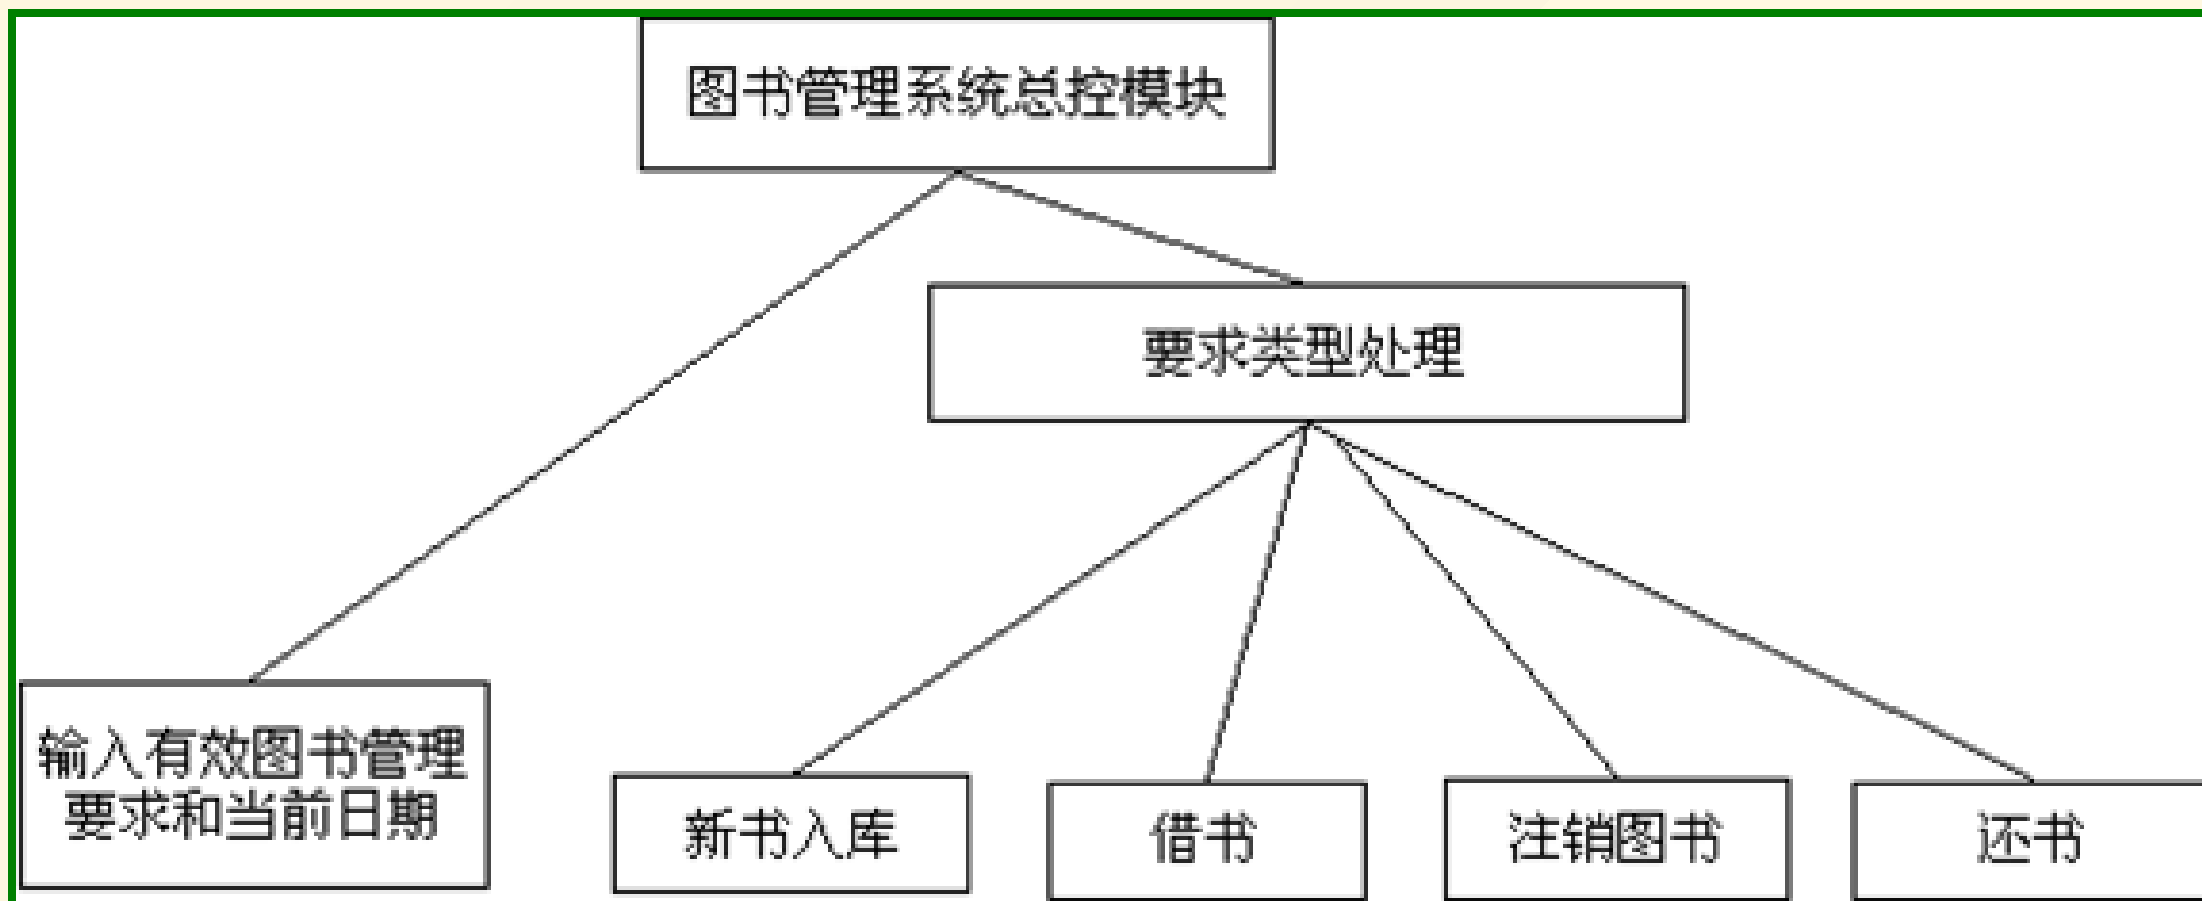 图书管理系统总控模块
要求类型处理
输入有效图书管理
要求和当前日期
新书入库
借书
注销图书
还书